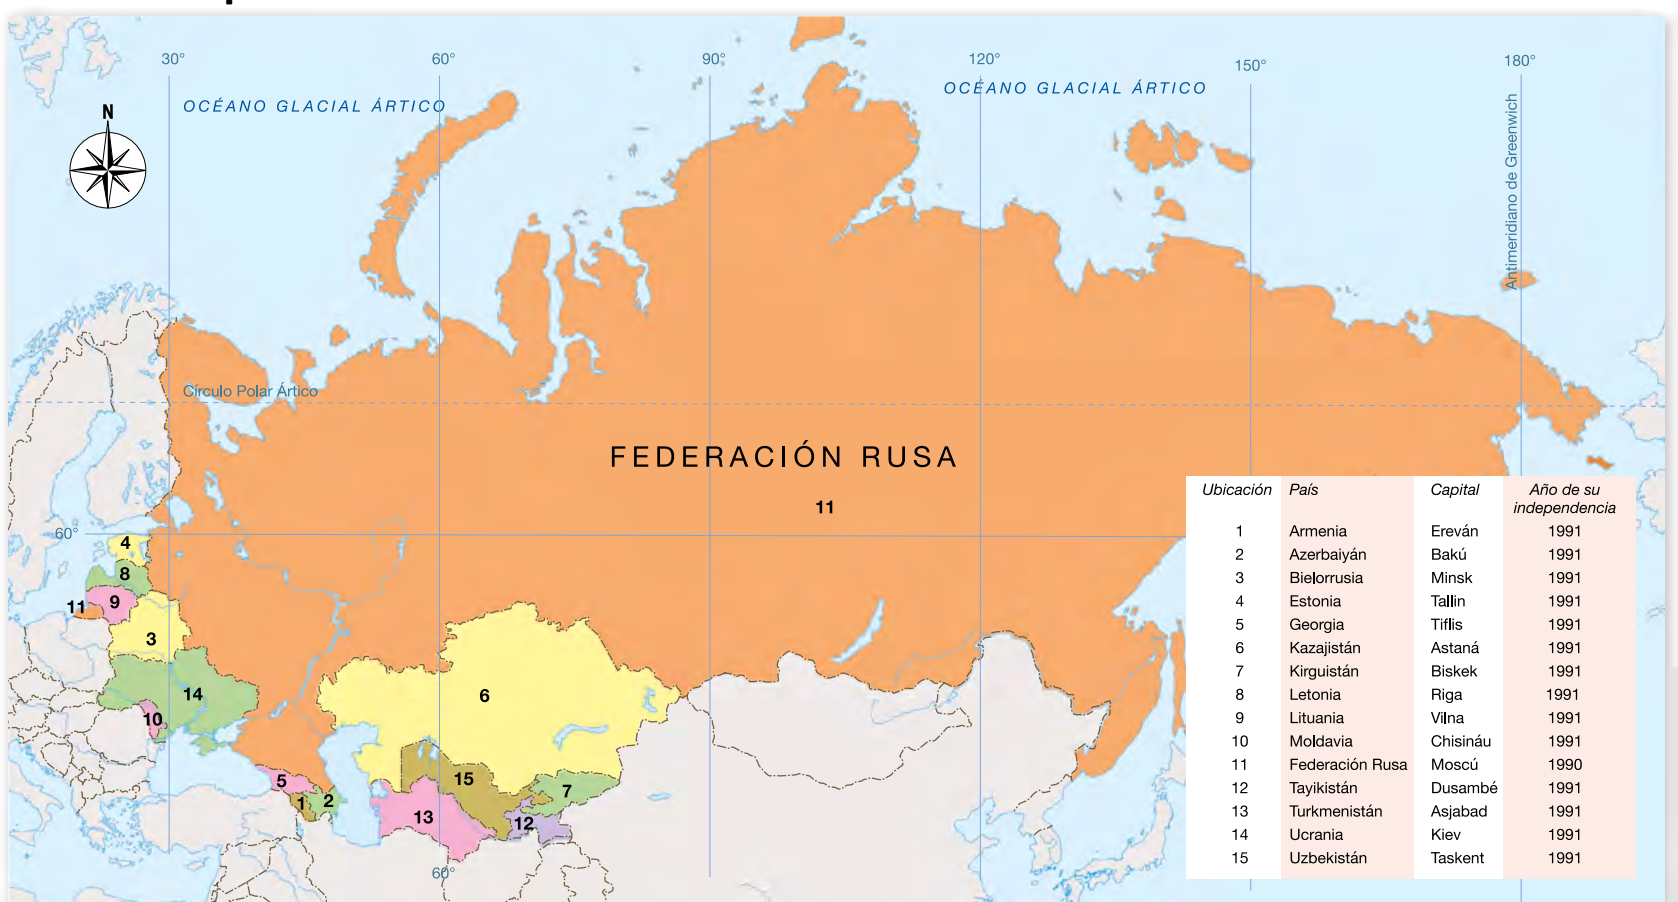 30°
60°
90°
120°
150°
180°
OCÉANO GLACIAL ÁRTICO
OCÉANO GLACIAL ÁRTICO
N
Antimeridiano de Greenwich
Círculo Polar Ártico
FEDERACIÓN RUSA
11
60°
4
8
11
9
3
14
10
6
5
1
2
15
13
12
7
60°
Ubicación País Capital Año de su
independencia
1 Armenia Ereván 1991
2 Azerbaiyán Bakú 1991
3 Bielorrusia Minsk 1991
4 Estonia Tallin 1991
5 Georgia Tiflis 1991
6 Kazajistán Astaná 1991
7 Kirguistán Biskek 1991
8 Letonia Riga 1991
9 Lituania Vilna 1991
10 Moldavia Chisináu 1991
11 Federación Rusa Moscú 1990
12 Tayikistán Dusambé 1991
13 Turkmenistán Asjabad 1991
14 Ucrania Kiev 1991
15 Uzbekistán Taskent 1991